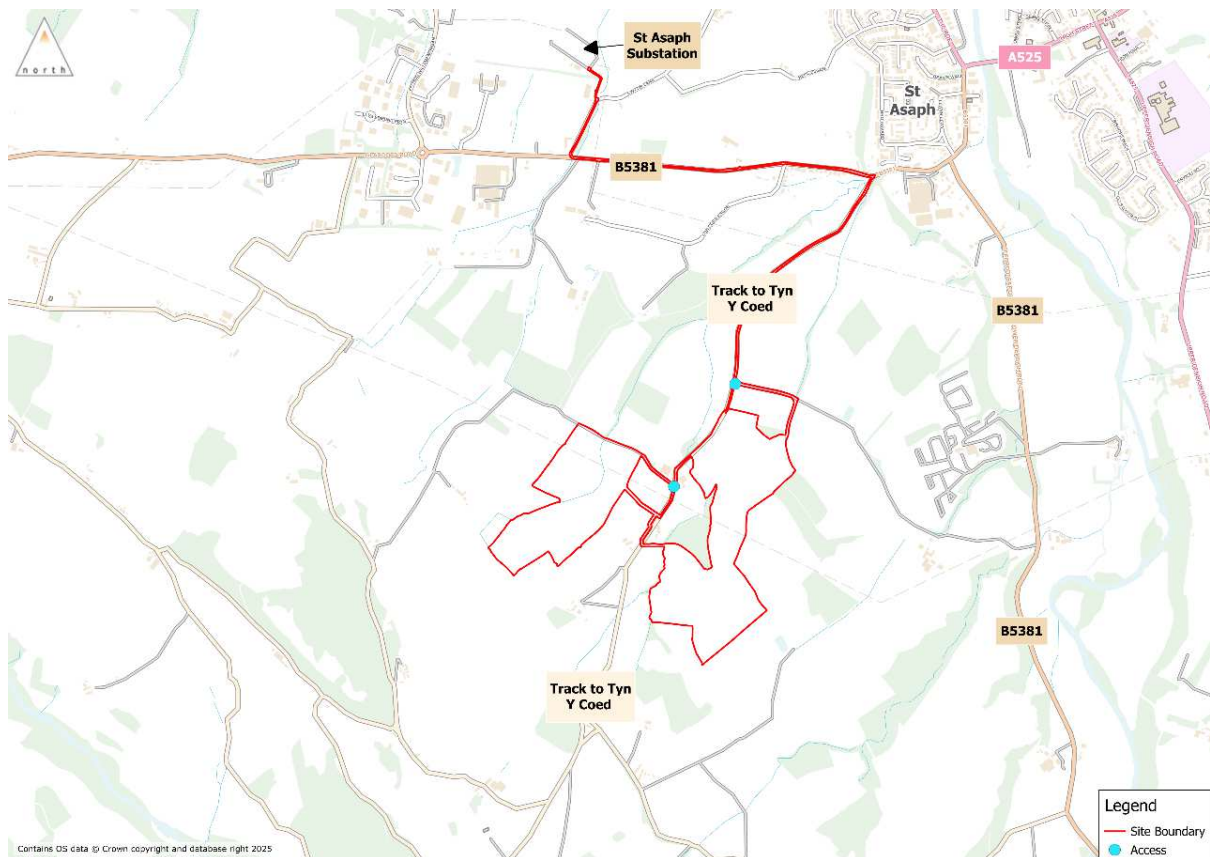 north
St Asaph
Substation
A525
St
Asaph
B5381
Track to Tyn
Y Coed
B5381
B5381
Track to Tyn
Y Coed
Legend
Site Boundary
Access
Contains OS data © Crown copyright and database right 2025